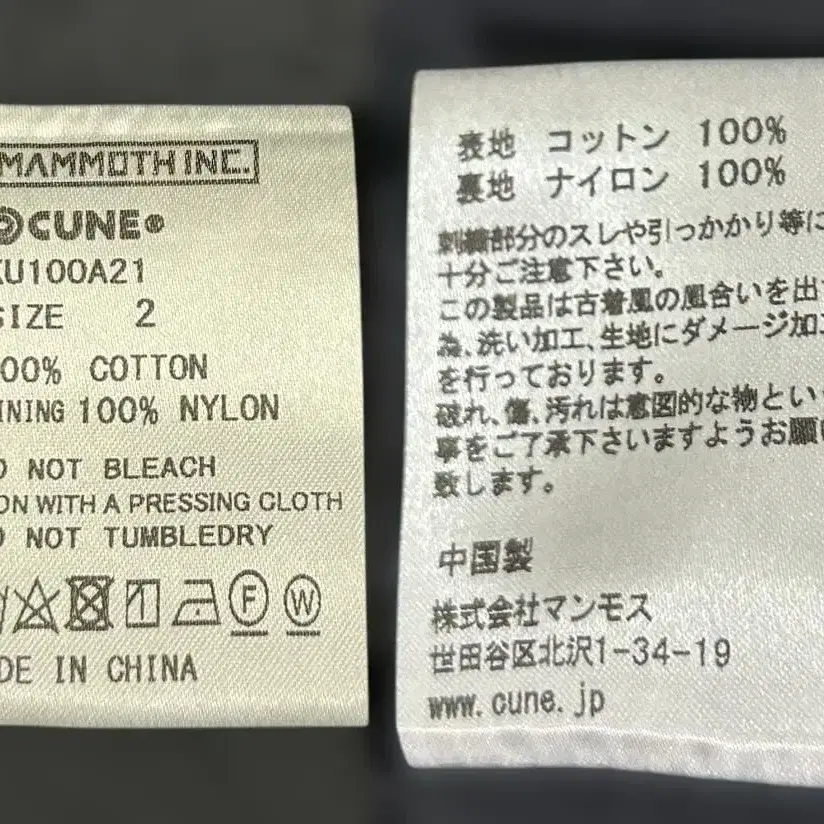 MAMMOTH INC.
CUNE®
KU100A21
SIZE 2
00% COTTON
INING 100% NYLON
O NOT BLEACH
ON WITH A PRESSING CLOTH
O NOT TUMBLEDRY
F W
DE IN CHINA
表地 コットン 100%
裏地 ナイロン 100%
刺繍部分のスレや引っかかり等に
十分ご注意下さい。
この製品は古着風の風合いを出す
為、洗い加工、生地にダメージ加工
を行っております。
破れ、傷、汚れは意図的な物という
事をご了承下さいますようお願い
致します。
中国製
株式会社マンモス
世田谷区北沢1-34-19
www.cune.jp